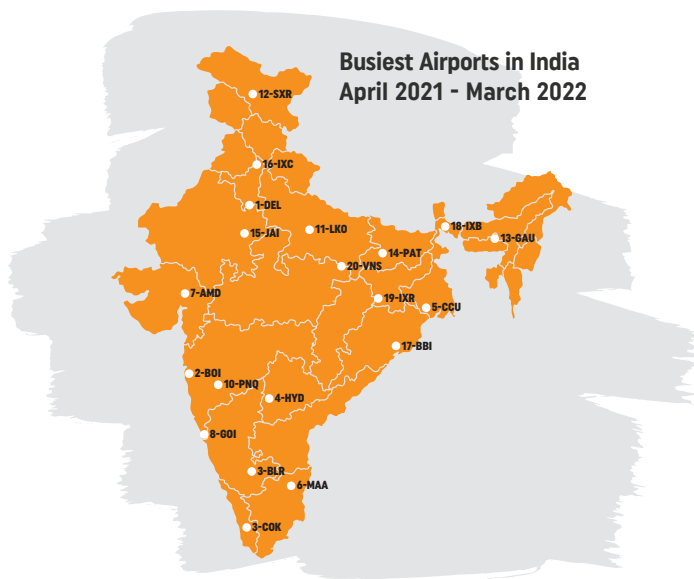 Busiest Airports in India
April 2021 - March 2022
12-SXR
16-IXC
1-DEL
15-JAI
11-LKO
18-IXB
13-GAU
14-PAT
20-VNS
7-AMD
19-IXR
5-CCU
17-BBI
2-BOI
10-PNQ
4-HYD
8-GOI
3-BLR
6-MAA
3-COK